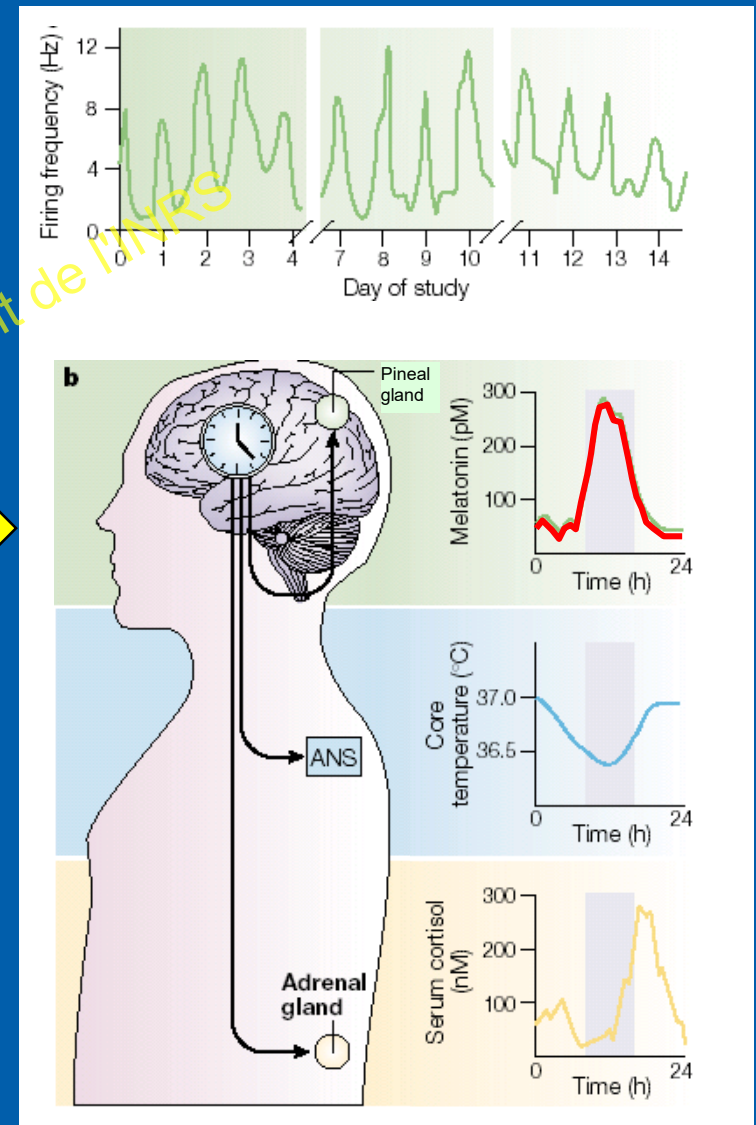 Firing frequency (Hz)
12
8
4
0
0 1 2 3 4 7 8 9 10 11 12 13 14
Day of study
it de l'INRS
b
Pineal
gland
Melatonin (pM)
300
200
100
0 24
Time (h)
ANS
Core
temperature (°C)
37.0
36.5
0 24
Time (h)
Adrenal
gland
Serum cortisol
(nM)
300
200
100
0 24
Time (h)